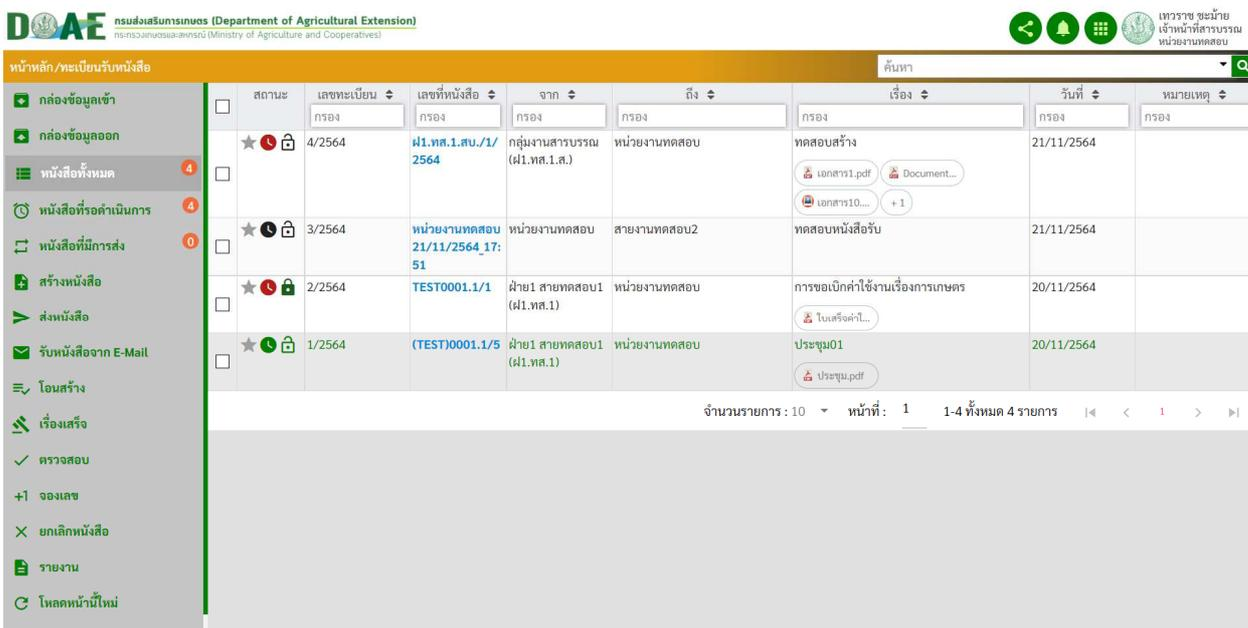 DOAE
กรมส่งเสริมการเกษตร (Department of Agricultural Extension)
กระทรวงเกษตรและสหกรณ์ (Ministry of Agriculture and Cooperatives)
เทวราช ชะม้าย
เจ้าหน้าที่สารบรรณ
หน่วยงานทดสอบ
หน้าหลัก/ทะเบียนรับหนังสือ
ค้นหา
กล่องข้อมูลเข้า
กล่องข้อมูลออก
หนังสือทั้งหมด 4
หนังสือที่รอดำเนินการ 4
หนังสือที่มีการส่ง 0
สร้างหนังสือ
ส่งหนังสือ
รับหนังสือจาก E-Mail
โอนสร้าง
เรื่องเสร็จ
ตรวจสอบ
+1 จองเลข
ยกเลิกหนังสือ
รายงาน
โหลดหน้านี้ใหม่
สถานะ เลขทะเบียน เลขที่หนังสือ จาก ถึง เรื่อง วันที่ หมายเหตุ
กรอง กรอง กรอง กรอง กรอง กรอง กรอง
4/2564 ฝ1.ทส.1.สบ./1/ กลุ่มงานสารบรรณ หน่วยงานทดสอบ ทดสอบสร้าง 21/11/2564
2564 (ฝ1.ทส.1.ส.)
เอกสาร1.pdf Document...
เอกสาร10.... + 1
3/2564 หน่วยงานทดสอบ หน่วยงานทดสอบ สายงานทดสอบ2 ทดสอบหนังสือรับ 21/11/2564
21/11/2564_17:
51
2/2564 TEST0001.1/1 ฝ่าย1 สายทดสอบ1 หน่วยงานทดสอบ การขอเบิกค่าใช้งานเรื่องการเกษตร 20/11/2564
(ฝ1.ทส.1)
ใบเสร็จค่าใ...
1/2564 (TEST)0001.1/5 ฝ่าย1 สายทดสอบ1 หน่วยงานทดสอบ ประชุม01 20/11/2564
(ฝ1.ทส.1)
ประชุม.pdf
จำนวนรายการ : 10 หน้าที่ : 1 1-4 ทั้งหมด 4 รายการ 1